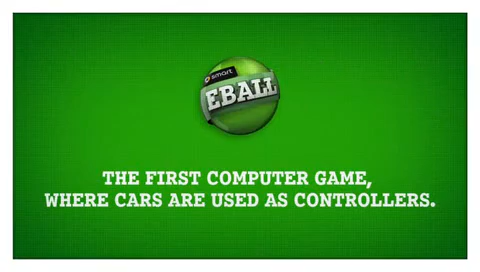 smart
EBALL
THE FIRST COMPUTER GAME,
WHERE CARS ARE USED AS CONTROLLERS.